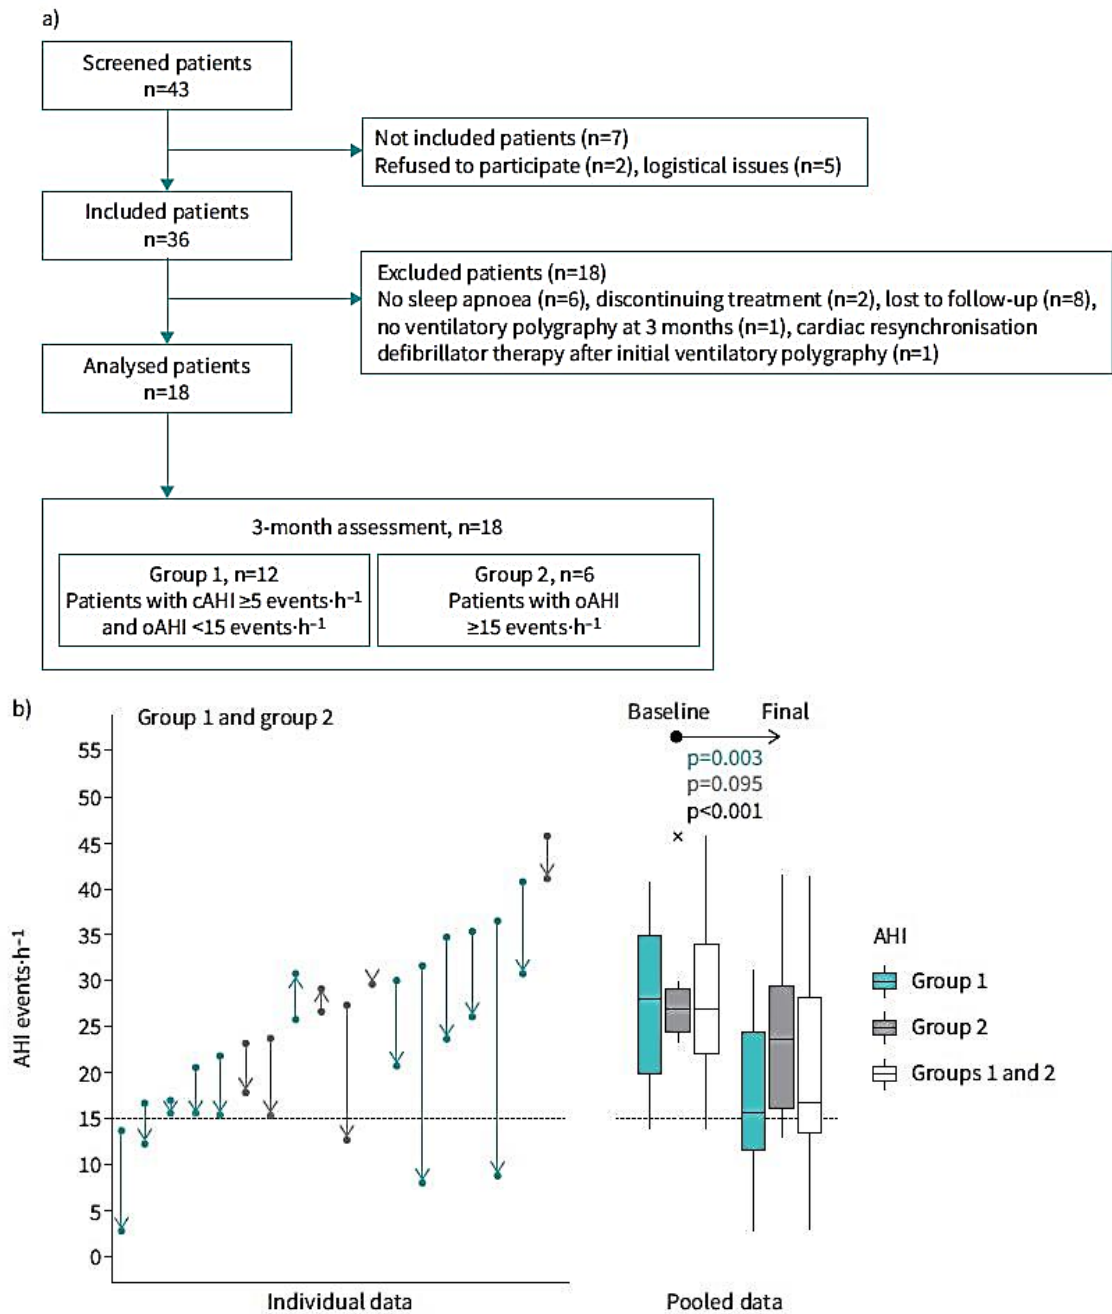 a)
Screened patients
n=43
Not included patients (n=7)
Refused to participate (n=2), logistical issues (n=5)
Included patients
n=36
Excluded patients (n=18)
No sleep apnoea (n=6), discontinuing treatment (n=2), lost to follow-up (n=8),
no ventilatory polygraphy at 3 months (n=1), cardiac resynchronisation
defibrillator therapy after initial ventilatory polygraphy (n=1)
Analysed patients
n=18
3-month assessment, n=18
Group 1, n=12
Patients with cAHI ≥5 events·h⁻¹
and oAHI <15 events·h⁻¹
Group 2, n=6
Patients with oAHI
≥15 events·h⁻¹
b)
Group 1 and group 2
Baseline
Final
p=0.003
p=0.095
p<0.001
×
AHI events·h⁻¹
55
50
45
40
35
30
25
20
15
10
5
0
AHI
Group 1
Group 2
Groups 1 and 2
Individual data
Pooled data